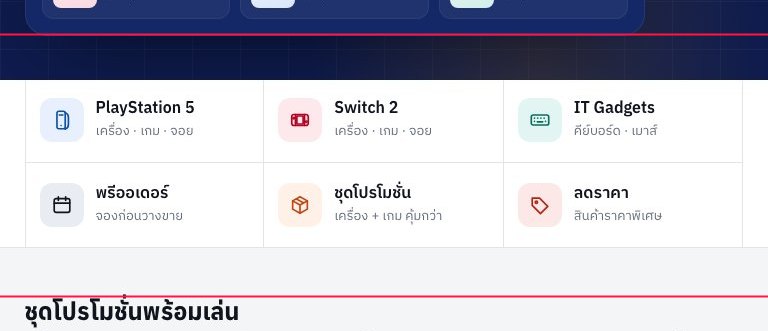 PlayStation 5
เครื่อง · เกม · จอย
Switch 2
เครื่อง · เกม · จอย
IT Gadgets
คีย์บอร์ด · เมาส์
พรีออเดอร์
จองก่อนวางขาย
ชุดโปรโมชั่น
เครื่อง + เกม คุ้มกว่า
ลดราคา
สินค้าราคาพิเศษ
ชุดโปรโมชั่นพร้อมเล่น